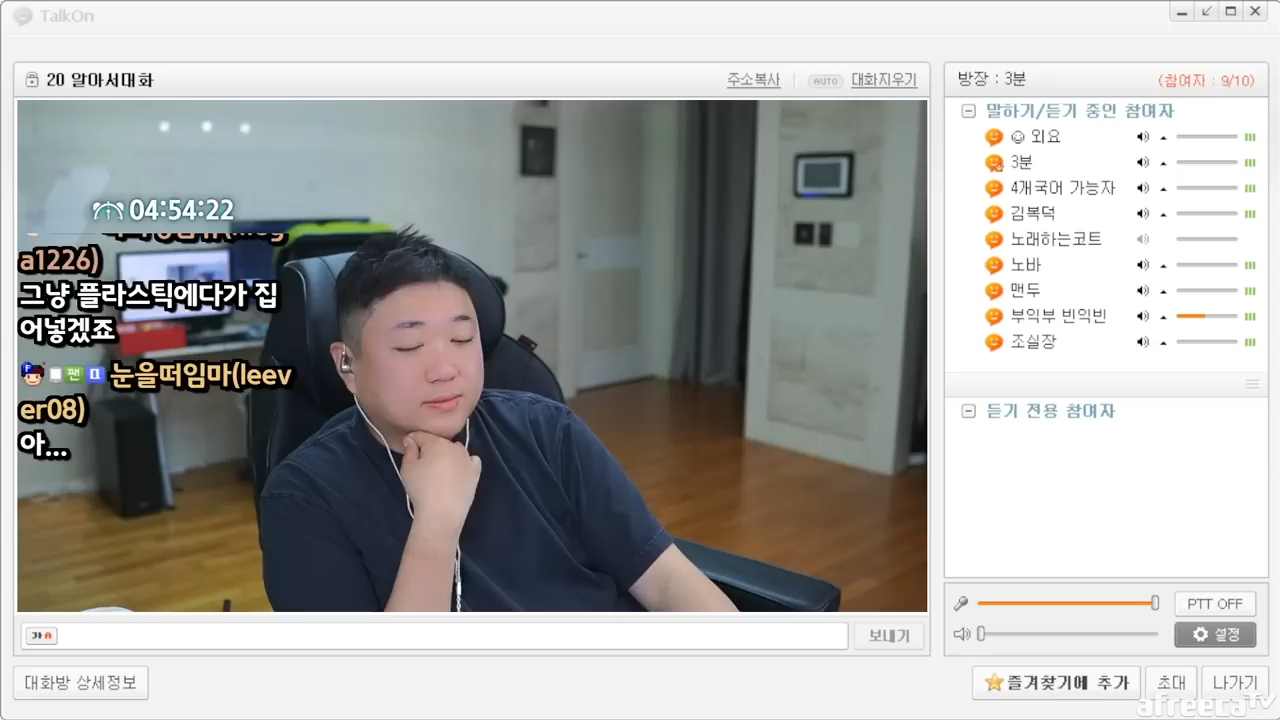 TalkOn
20 알아서대화
주소복사
AUTO
대화지우기
방장 : 3분
(참여자 : 9/10)
말하기/듣기 중인 참여자
외요
3분
4개국어 가능자
김복덕
노래하는코트
노바
맨두
부익부 빈익빈
조실장
듣기 전용 참여자
04:54:22
a1226)
그냥 플라스틱에다가 집
어넣겠죠
팬 눈을떠임마(leev
er08)
아...
가
보내기
PTT OFF
설정
대화방 상세정보
즐겨찾기에 추가
초대
나가기
afreecaTV